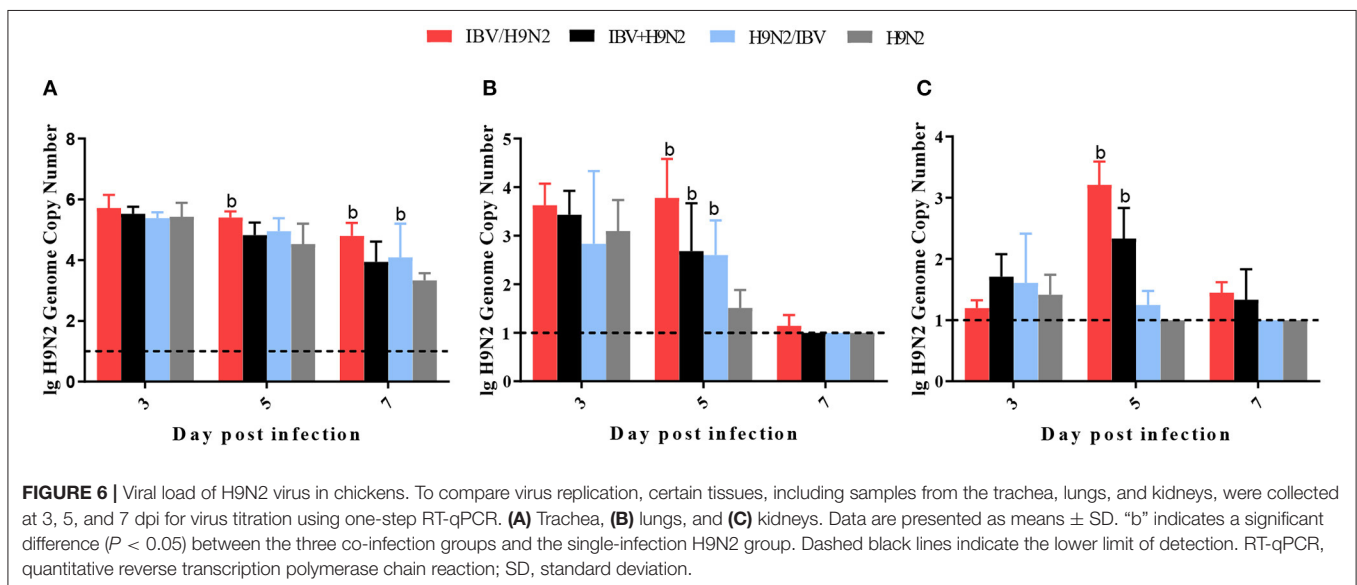 IBV/H9N2 IBV+H9N2 H9N2/IBV H9N2
A
lg H9N2 Genome Copy Number
8
6
4
2
0
b
b
b
3 5 7
Day post infection
B
lg H9N2 Genome Copy Number
5
4
3
2
1
0
b
b
b
3 5 7
Day post infection
C
lg H9N2 Genome Copy Number
4
3
2
1
0
b
b
3 5 7
Day post infection
FIGURE 6 | Viral load of H9N2 virus in chickens. To compare virus replication, certain tissues, including samples from the trachea, lungs, and kidneys, were collected
at 3, 5, and 7 dpi for virus titration using one-step RT-qPCR. (A) Trachea, (B) lungs, and (C) kidneys. Data are presented as means ± SD. “b” indicates a significant
difference (P < 0.05) between the three co-infection groups and the single-infection H9N2 group. Dashed black lines indicate the lower limit of detection. RT-qPCR,
quantitative reverse transcription polymerase chain reaction; SD, standard deviation.